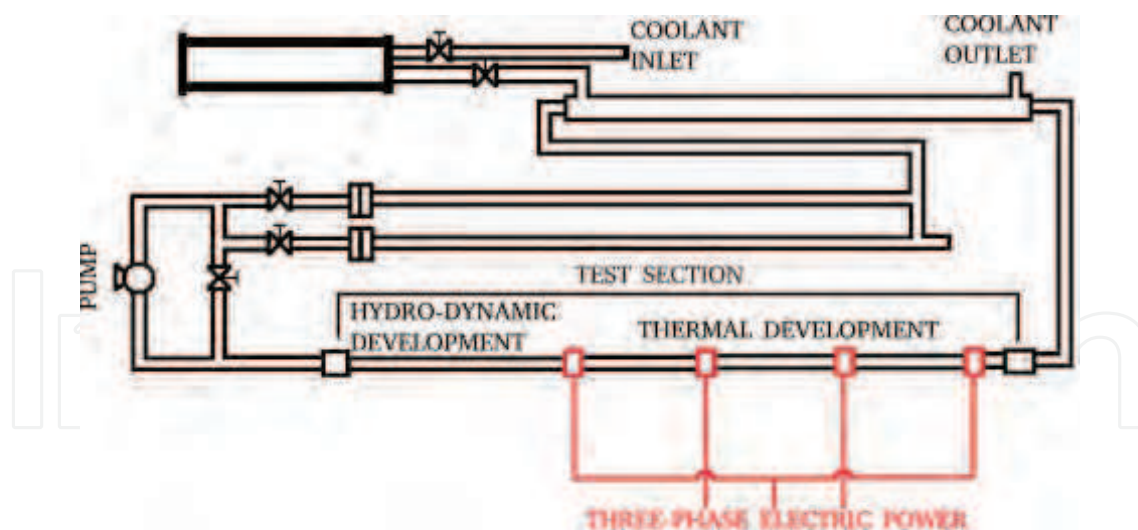 COOLANT
INLET
COOLANT
OUTLET
PUMP
TEST SECTION
HYDRO-DYNAMIC
DEVELOPMENT
THERMAL DEVELOPMENT
THREE-PHASE ELECTRIC POWER